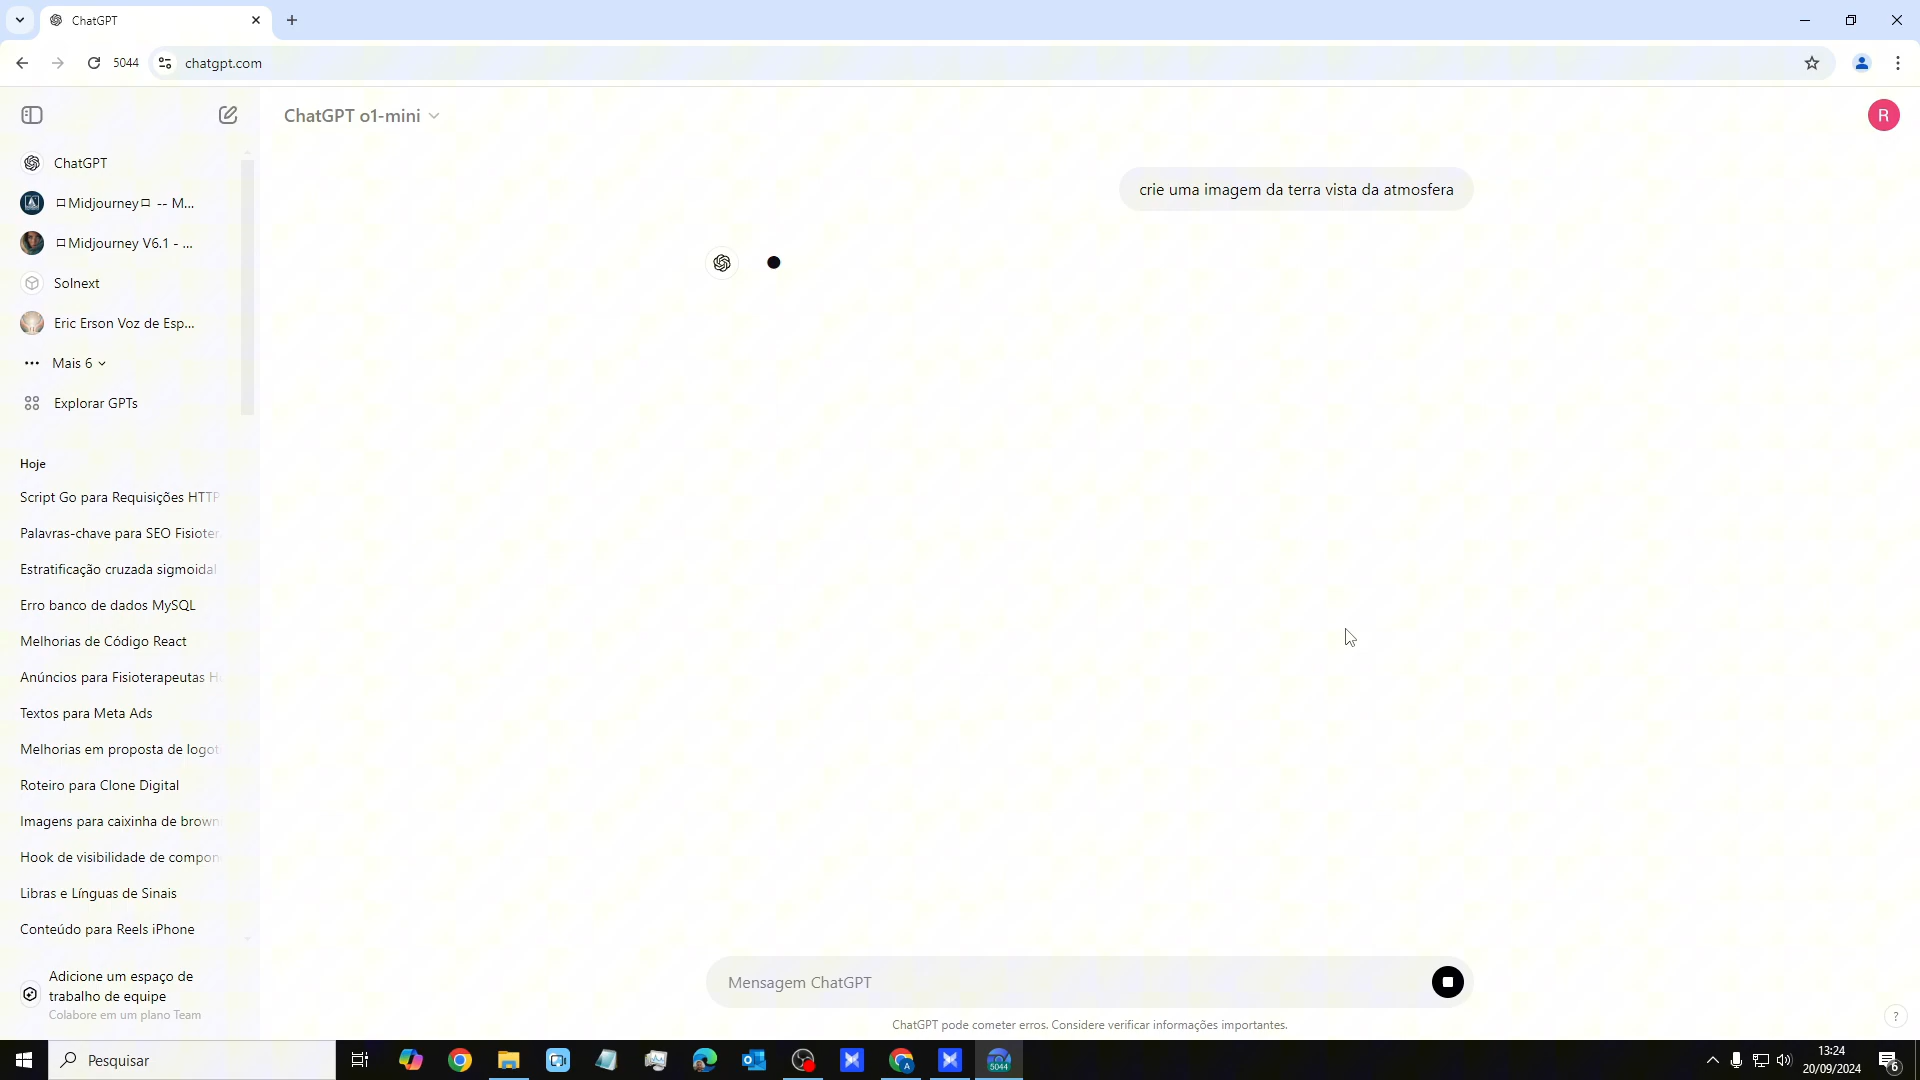 ChatGPT
5044
chatgpt.com
ChatGPT o1-mini
R
crie uma imagem da terra vista da atmosfera
ChatGPT
Midjourney -- M...
Midjourney V6.1 - ...
Solnext
Eric Erson Voz de Esp...
Mais 6
Explorar GPTs
Hoje
Script Go para Requisições HTTP
Palavras-chave para SEO Fisioter
Estratificação cruzada sigmoidal
Erro banco de dados MySQL
Melhorias de Código React
Anúncios para Fisioterapeutas H
Textos para Meta Ads
Melhorias em proposta de logot
Roteiro para Clone Digital
Imagens para caixinha de brown
Hook de visibilidade de compon
Libras e Línguas de Sinais
Conteúdo para Reels iPhone
Adicione um espaço de
trabalho de equipe
Colabore em um plano Team
Mensagem ChatGPT
ChatGPT pode cometer erros. Considere verificar informações importantes.
?
Pesquisar
A
5044
13:24
20/09/2024
6